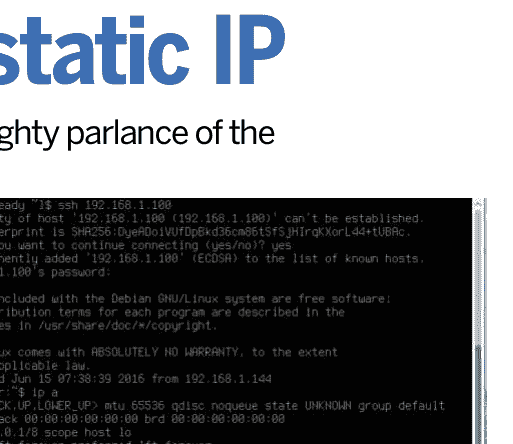 static IP
ghty parlance of the
eady ~]$ ssh 192.168.1.100
ty of host '192.168.1.100 (192.168.1.100)' can't be established.
erprint is
ou want to continue connecting (yes/no)? yes
nently added '192.168.1.100' (ECDSA) to the list of known hosts.
1.100's password:
ncluded with the Debian GNU/Linux system are free software;
ribution terms for each program are described in the
es in /usr/share/doc/*/copyright.
ux comes with ABSOLUTELY NO WARRANTY, to the extent
pplicable law.
d Jun 15 07:38:39 2016 from 192.168.1.144
r:~$ ip a
CK,UP,LOWER_UP> mtu 65536 qdisc noqueue state UNKNOWN group default
ack 00:00:00:00:00:00 brd 00:00:00:00:00:00
.0.1/8 scope host lo